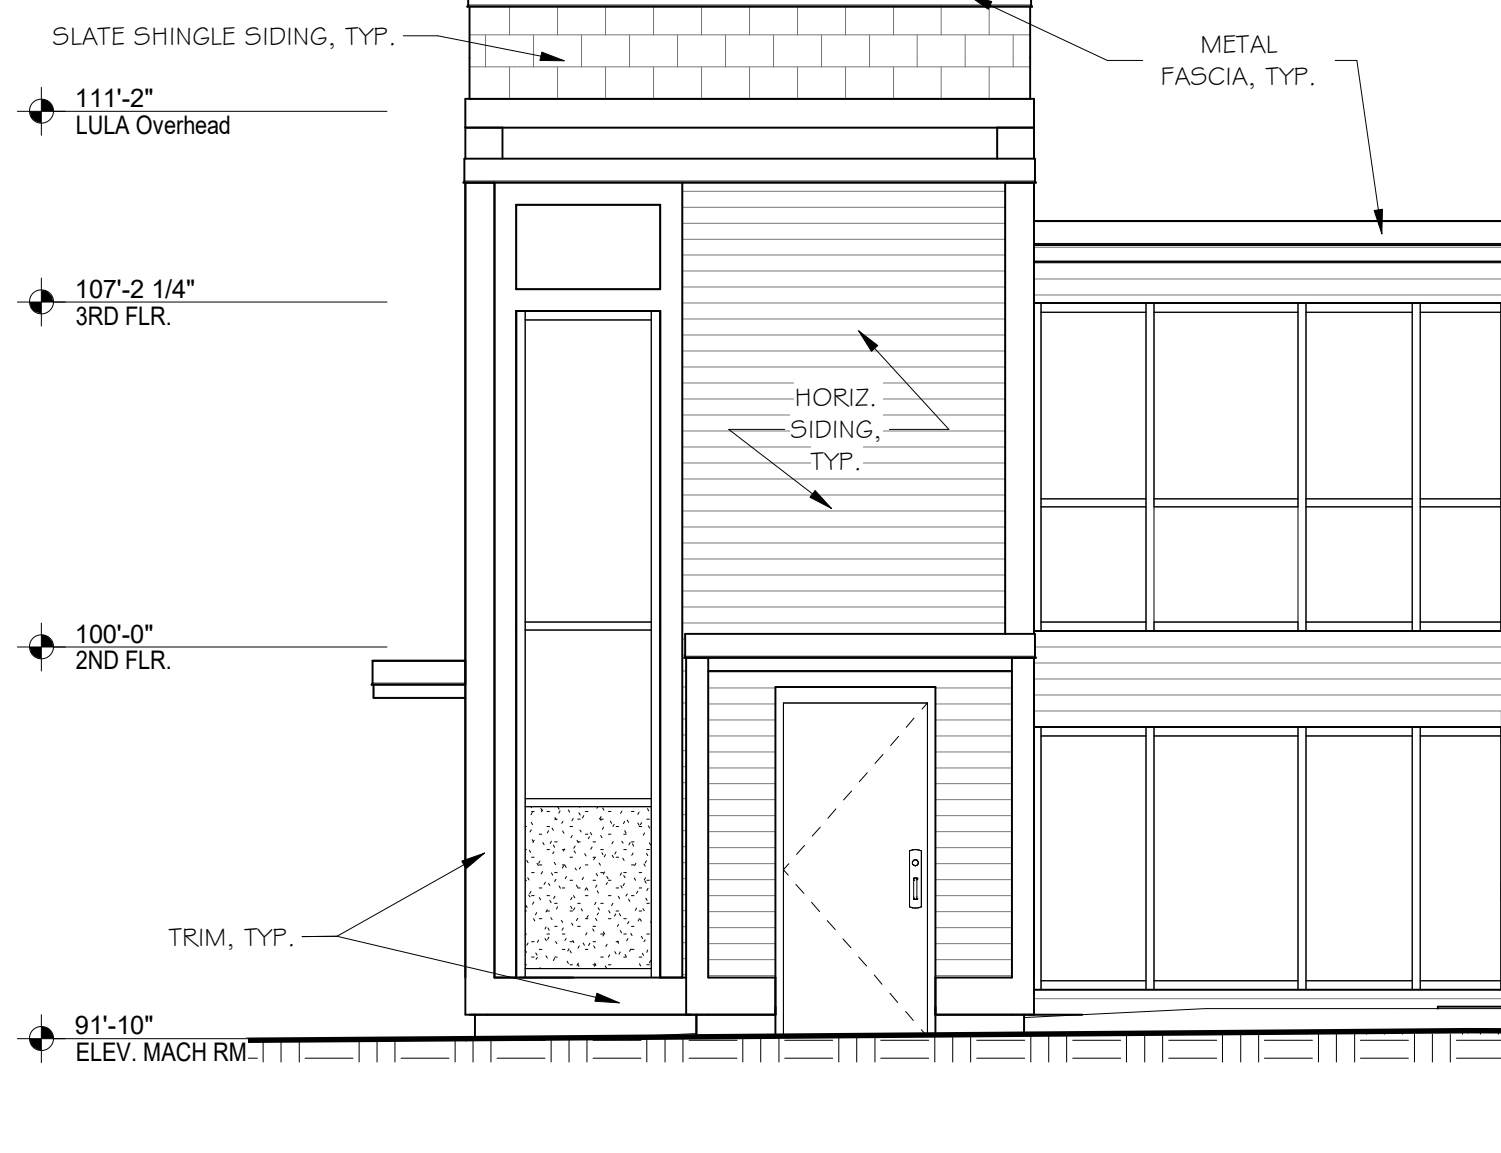 SLATE SHINGLE SIDING, TYP.
METAL
FASCIA, TYP.
111'-2"
LULA Overhead
107'-2 1/4"
3RD FLR.
HORIZ.
SIDING,
TYP.
100'-0"
2ND FLR.
TRIM, TYP.
91'-10"
ELEV. MACH RM